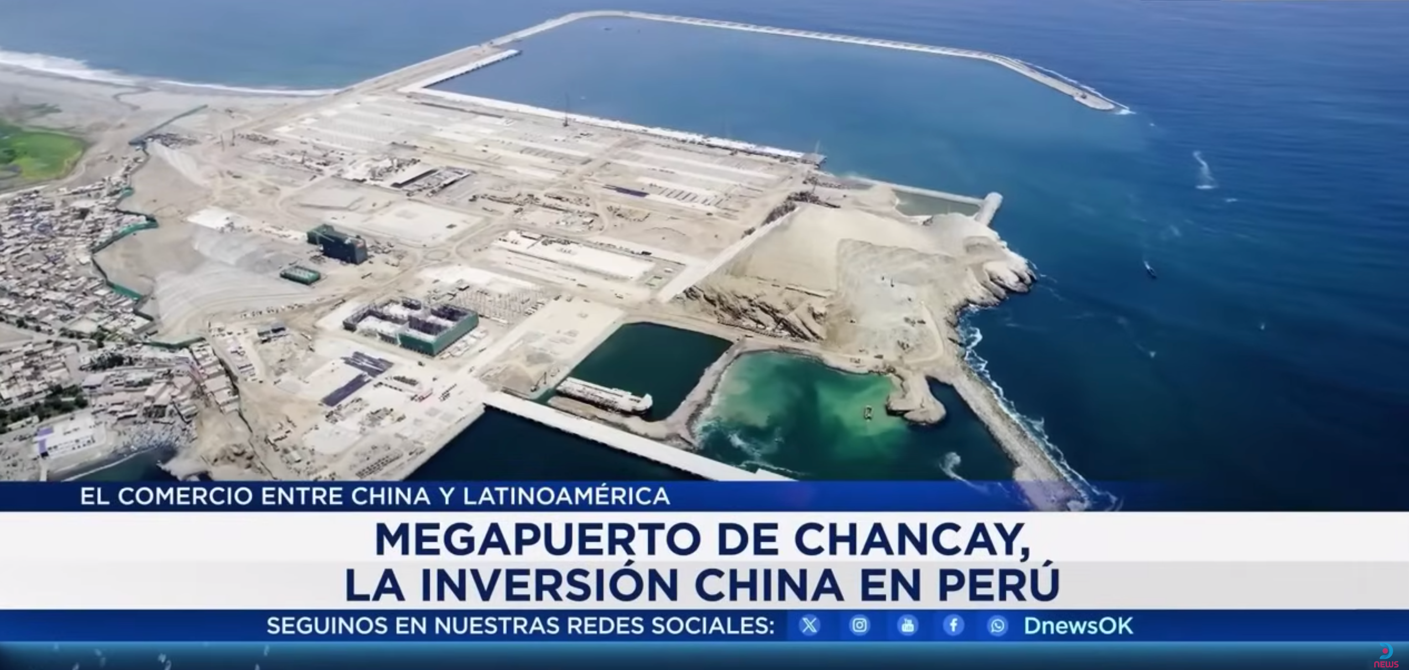 EL COMERCIO ENTRE CHINA Y LATINOAMÉRICA
MEGAPUERTO DE CHANCAY,
LA INVERSIÓN CHINA EN PERÚ
SEGUINOS EN NUESTRAS REDES SOCIALES: DnewsOK
NEWS